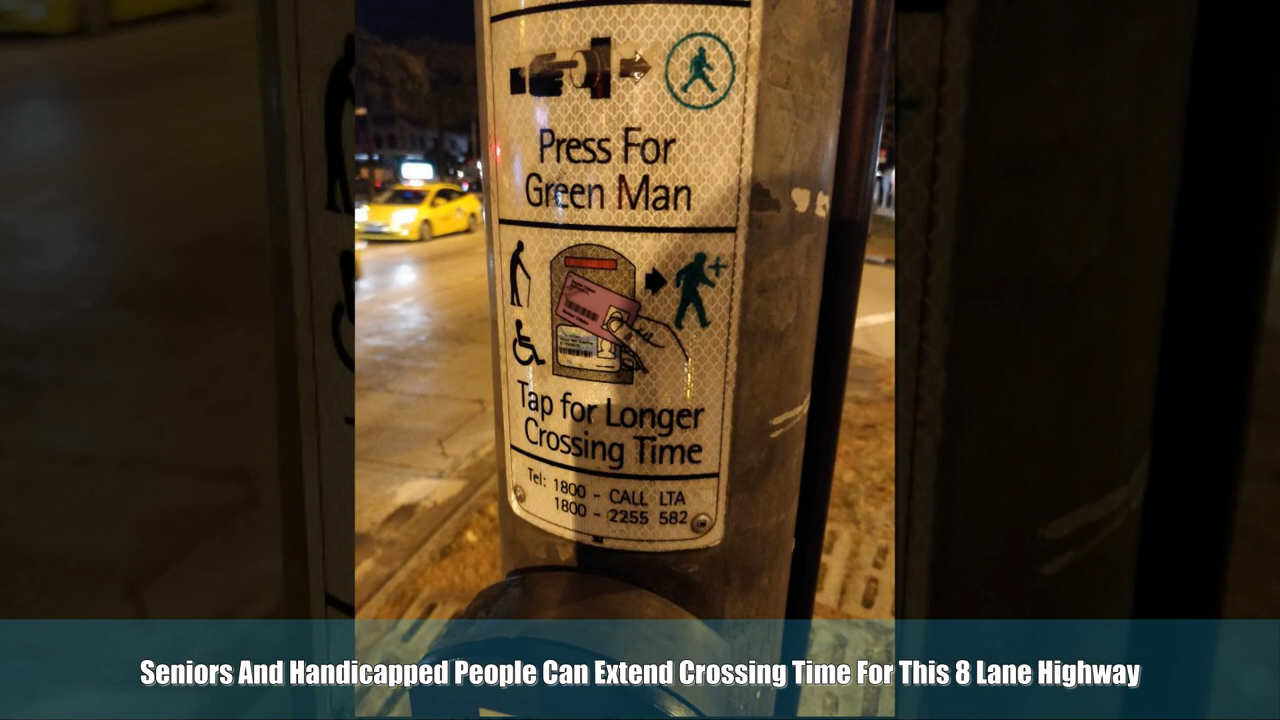 Press For
Green Man
Tap for Longer
Crossing Time
Tel: 1800 - CALL LTA
1800 - 2255 582
Seniors And Handicapped People Can Extend Crossing Time For This 8 Lane Highway